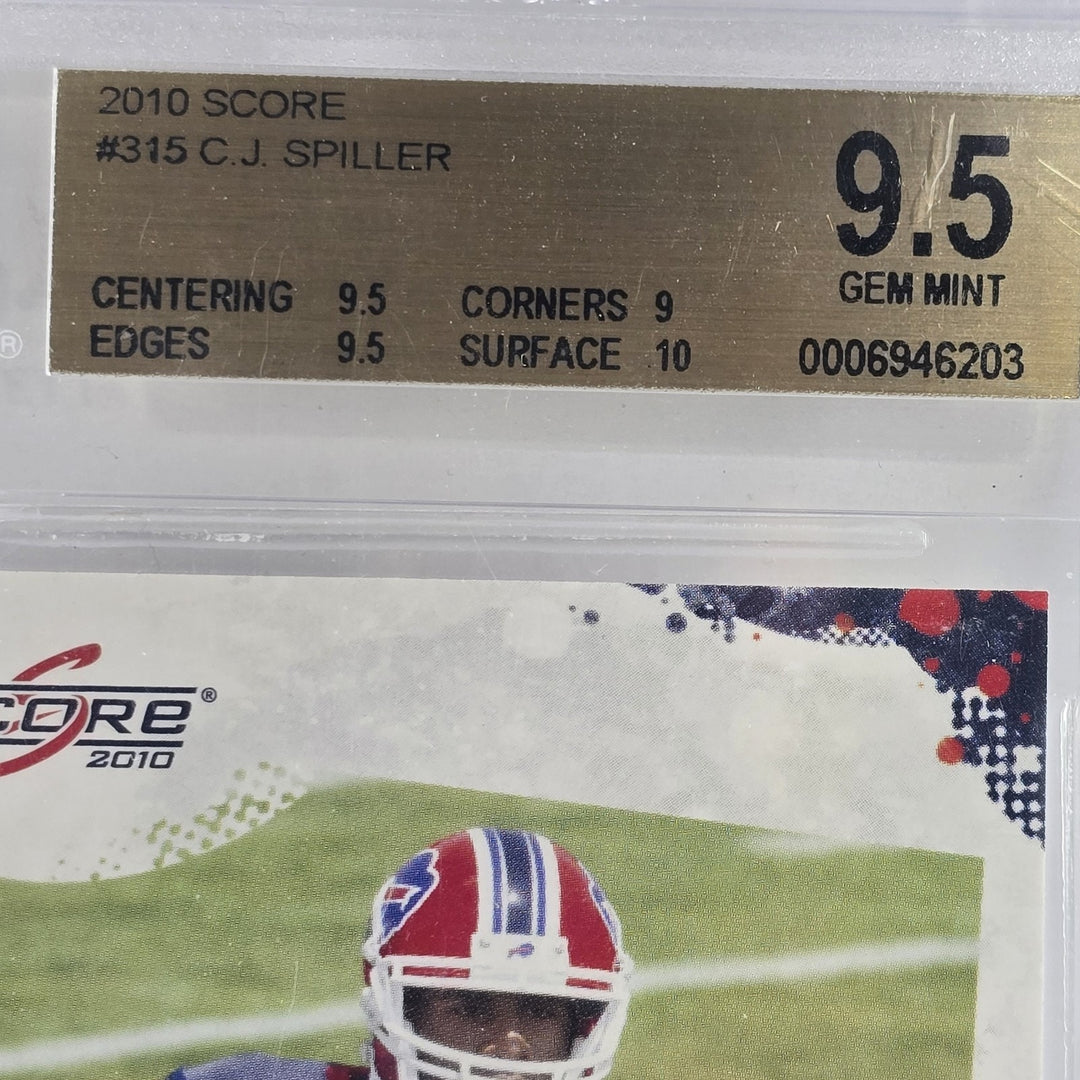 2010 SCORE
#315 C.J. SPILLER
9.5
GEM MINT
CENTERING 9.5 CORNERS 9
EDGES 9.5 SURFACE 10
0006946203
®
SCORE®
2010